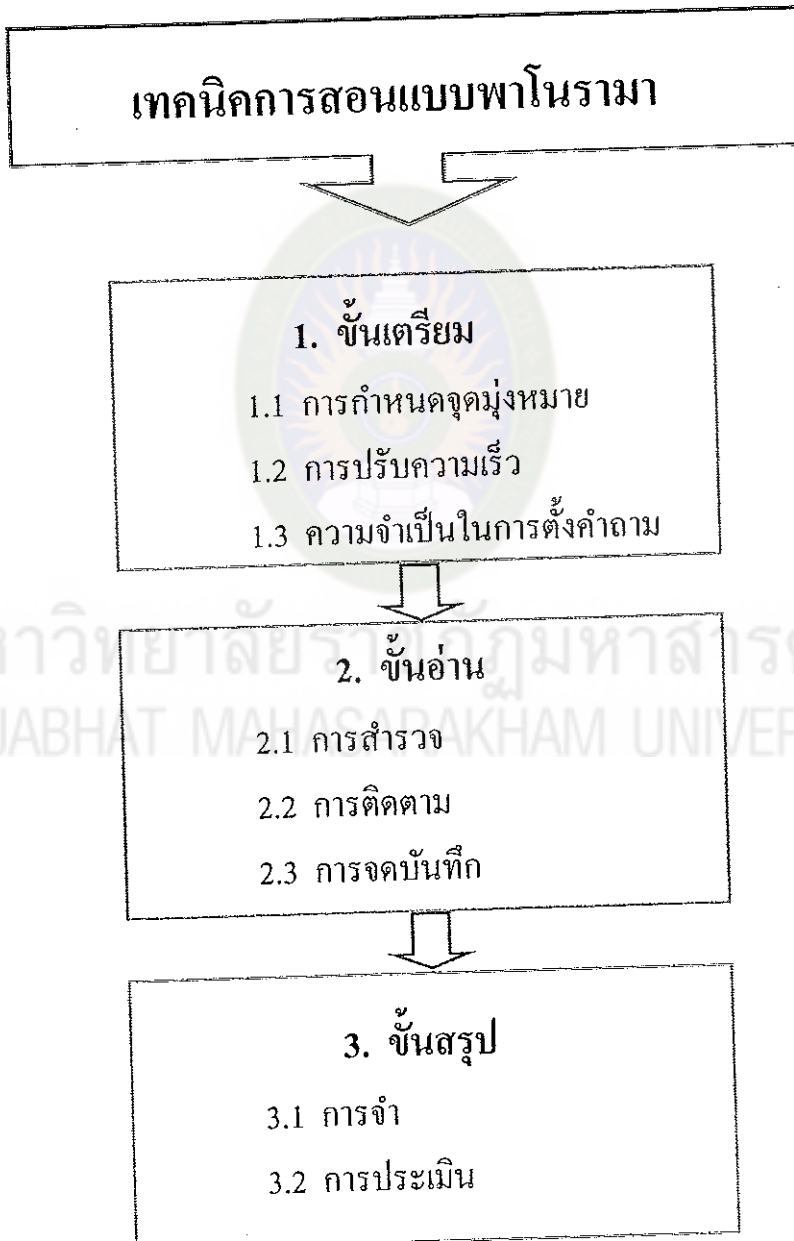 เทคนิคการสอนแบบพาโนรามา
1. ขั้นเตรียม
1.1 การกำหนดจุดมุ่งหมาย
1.2 การปรับความเร็ว
1.3 ความจำเป็นในการตั้งคำถาม
2. ขั้นอ่าน
2.1 การสำรวจ
2.2 การติดตาม
2.3 การจดบันทึก
3. ขั้นสรุป
3.1 การจำ
3.2 การประเมิน